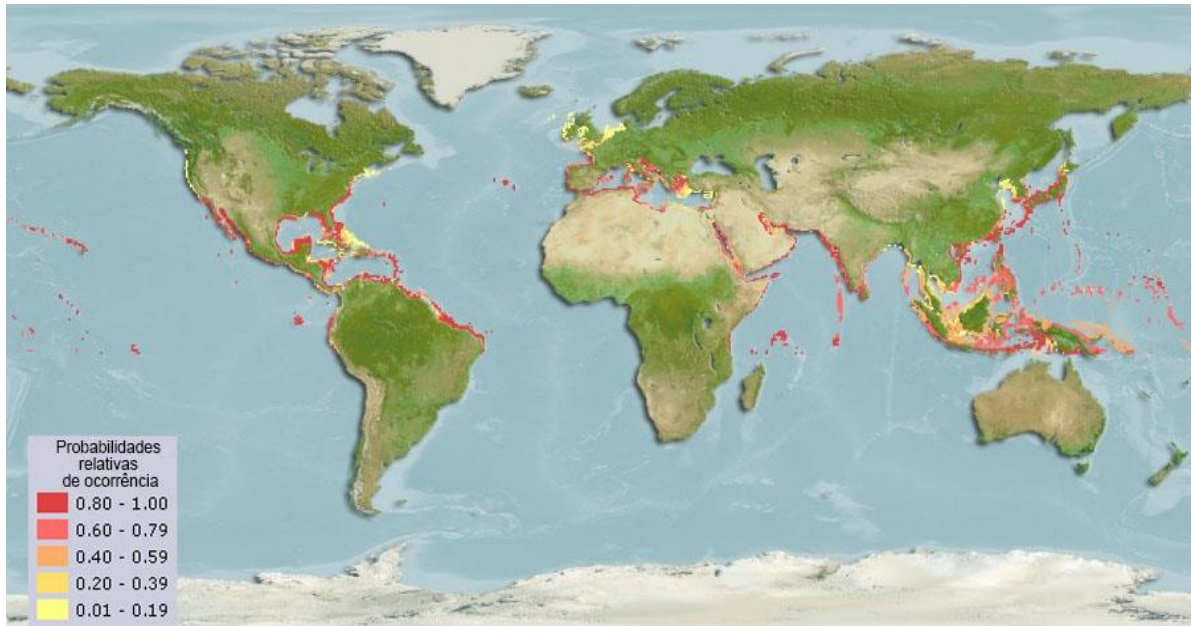 Probabilidades
relativas
de ocorrência
0.80 - 1.00
0.60 - 0.79
0.40 - 0.59
0.20 - 0.39
0.01 - 0.19